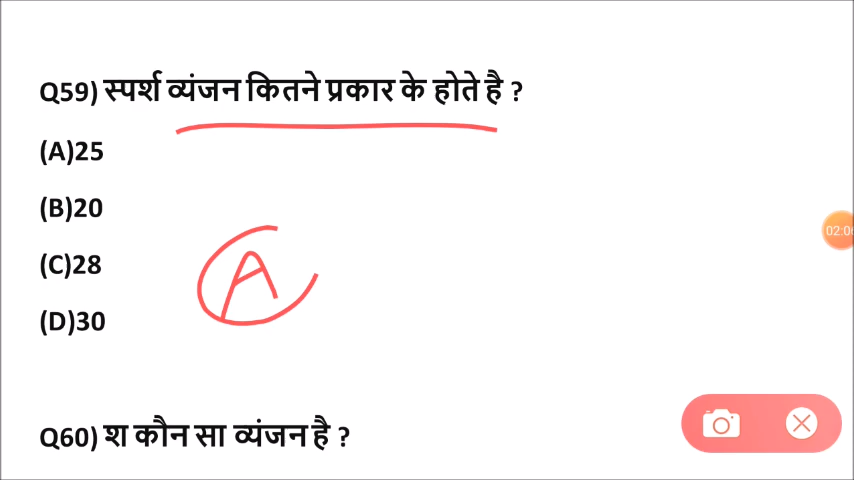 Q59) स्पर्श व्यंजन कितने प्रकार के होते है ?
(A)25
(B)20
(C)28
(D)30
A
Q60) श कौन सा व्यंजन है ?